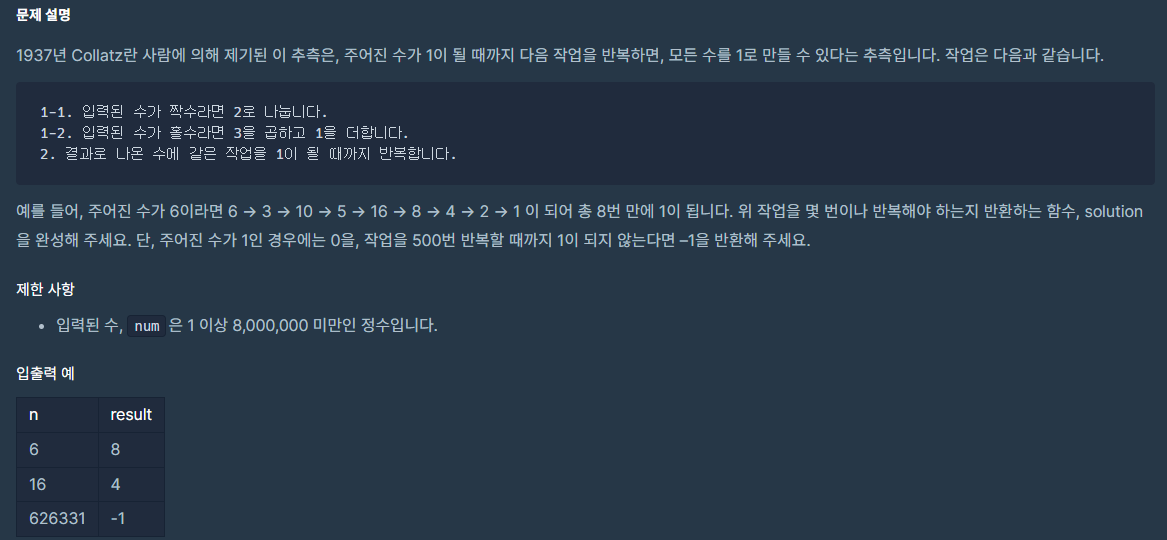 문제 설명
1937년 Collatz란 사람에 의해 제기된 이 추측은, 주어진 수가 1이 될 때까지 다음 작업을 반복하면, 모든 수를 1로 만들 수 있다는 추측입니다. 작업은 다음과 같습니다.
1-1. 입력된 수가 짝수라면 2로 나눕니다.
1-2. 입력된 수가 홀수라면 3을 곱하고 1을 더합니다.
2. 결과로 나온 수에 같은 작업을 1이 될 때까지 반복합니다.
예를 들어, 주어진 수가 6이라면 6 → 3 → 10 → 5 → 16 → 8 → 4 → 2 → 1 이 되어 총 8번 만에 1이 됩니다. 위 작업을 몇 번이나 반복해야 하는지 반환하는 함수, solution
을 완성해 주세요. 단, 주어진 수가 1인 경우에는 0을, 작업을 500번 반복할 때까지 1이 되지 않는다면 –1을 반환해 주세요.
제한 사항
• 입력된 수, num 은 1 이상 8,000,000 미만인 정수입니다.
입출력 예
n result
6 8
16 4
626331 -1